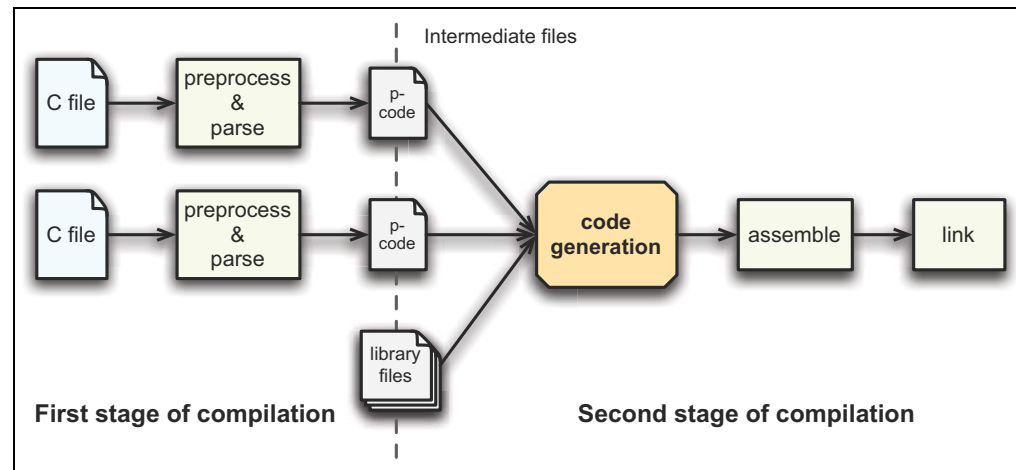 Intermediate files
C file
preprocess
&
parse
p-
code
C file
preprocess
&
parse
p-
code
code
generation
assemble
link
library
files
First stage of compilation
Second stage of compilation